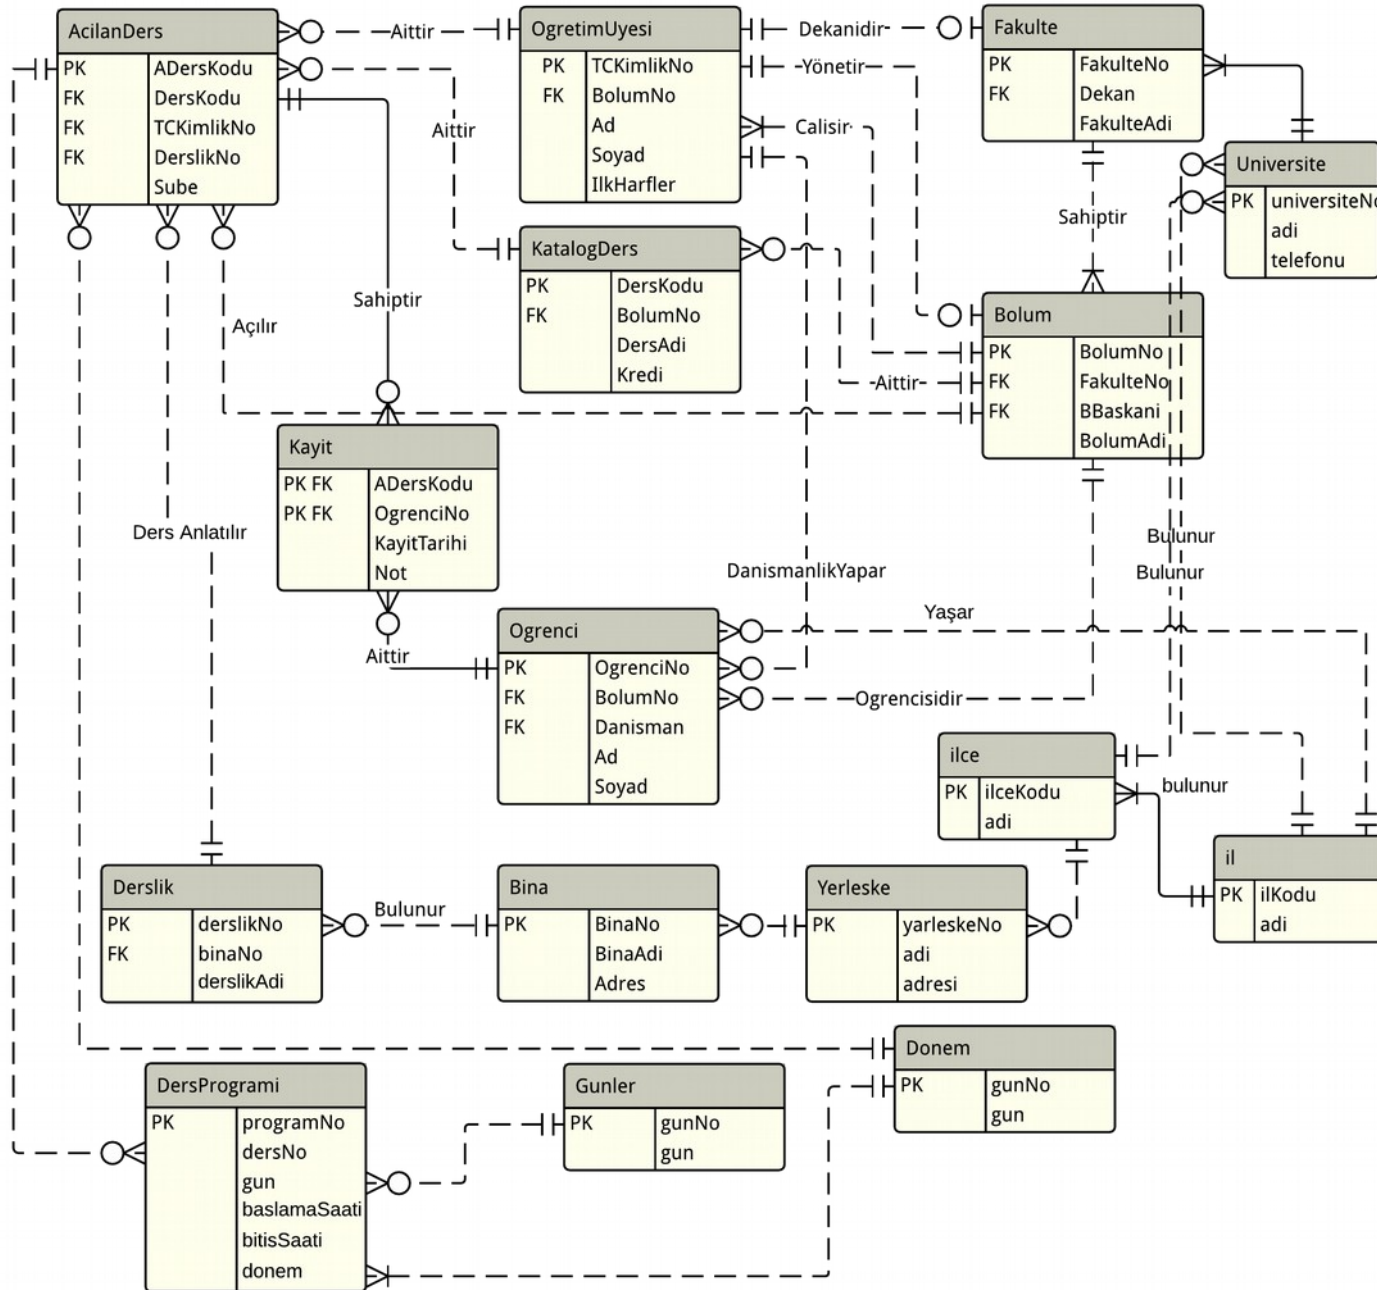 AcilanDers
PK ADersKodu
FK DersKodu
FK TCKimlikNo
FK DerslikNo
Sube
Aittir
OgretimUyesi
PK TCKimlikNo
FK BolumNo
Ad
Soyad
IlkHarfler
Dekanidir
Yönetir
Calisir
Fakulte
PK FakulteNo
FK Dekan
FakulteAdi
Universite
PK universiteNo
adi
telefonu
Aittir
Sahiptir
KatalogDers
PK DersKodu
FK BolumNo
DersAdi
Kredi
Sahiptir
Açılır
Aittir
Bolum
PK BolumNo
FK FakulteNo
FK BBaskani
BolumAdi
Kayit
PK FK ADersKodu
PK FK OgrenciNo
KayitTarihi
Not
Ders Anlatılır
Bulunur
Bulunur
DanismanlikYapar
Yaşar
Aittir
Ogrenci
PK OgrenciNo
FK BolumNo
FK Danisman
Ad
Soyad
Ogrencisidir
ilce
PK ilceKodu
adi
bulunur
il
PK ilKodu
adi
Derslik
PK derslikNo
FK binaNo
derslikAdi
Bulunur
Bina
PK BinaNo
BinaAdi
Adres
Yerleske
PK yarleskeNo
adi
adresi
Donem
PK gunNo
gun
DersProgrami
PK programNo
dersNo
gun
baslamaSaati
bitisSaati
donem
Gunler
PK gunNo
gun